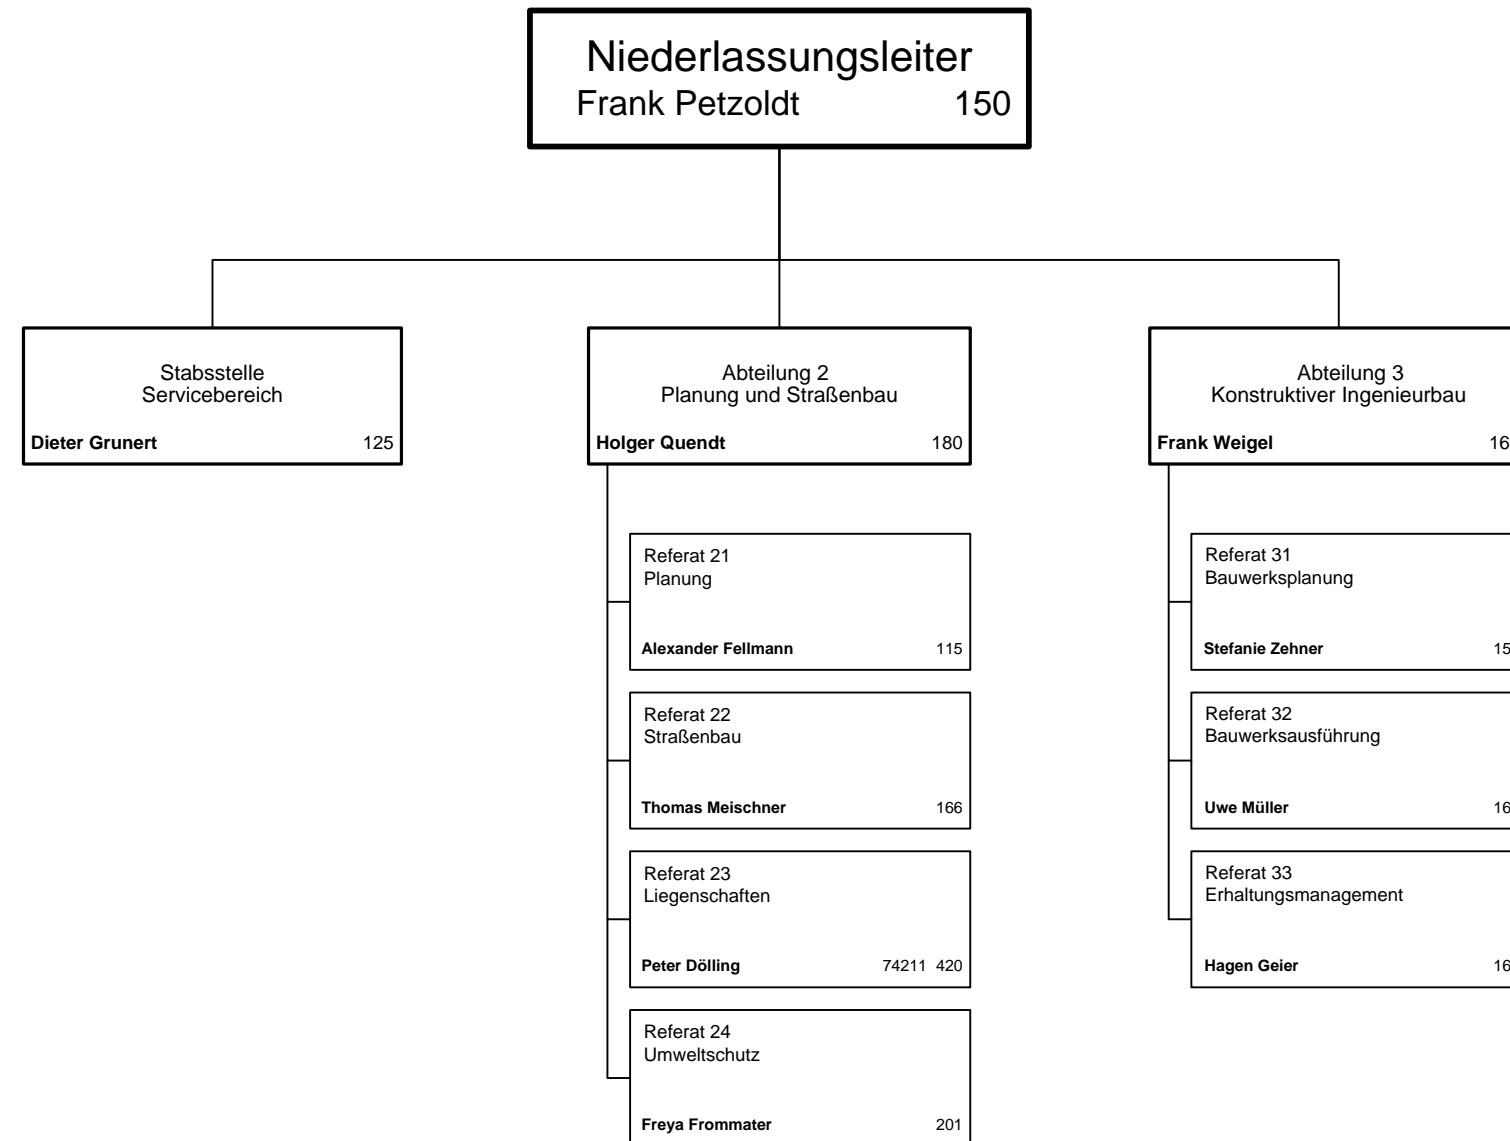 Niederlassungsleiter
Frank Petzoldt 150
Stabsstelle
Servicebereich
Dieter Grunert 125
Abteilung 2
Planung und Straßenbau
Holger Quendt 180
Referat 21
Planung
Alexander Fellmann 115
Referat 22
Straßenbau
Thomas Meischner 166
Referat 23
Liegenschaften
Peter Dölling 74211 420
Referat 24
Umweltschutz
Freya Frommater 201
Abteilung 3
Konstruktiver Ingenieurbau
Frank Weigel
Referat 31
Bauwerksplanung
Stefanie Zehner
Referat 32
Bauwerksausführung
Uwe Müller
Referat 33
Erhaltungsmanagement
Hagen Geier